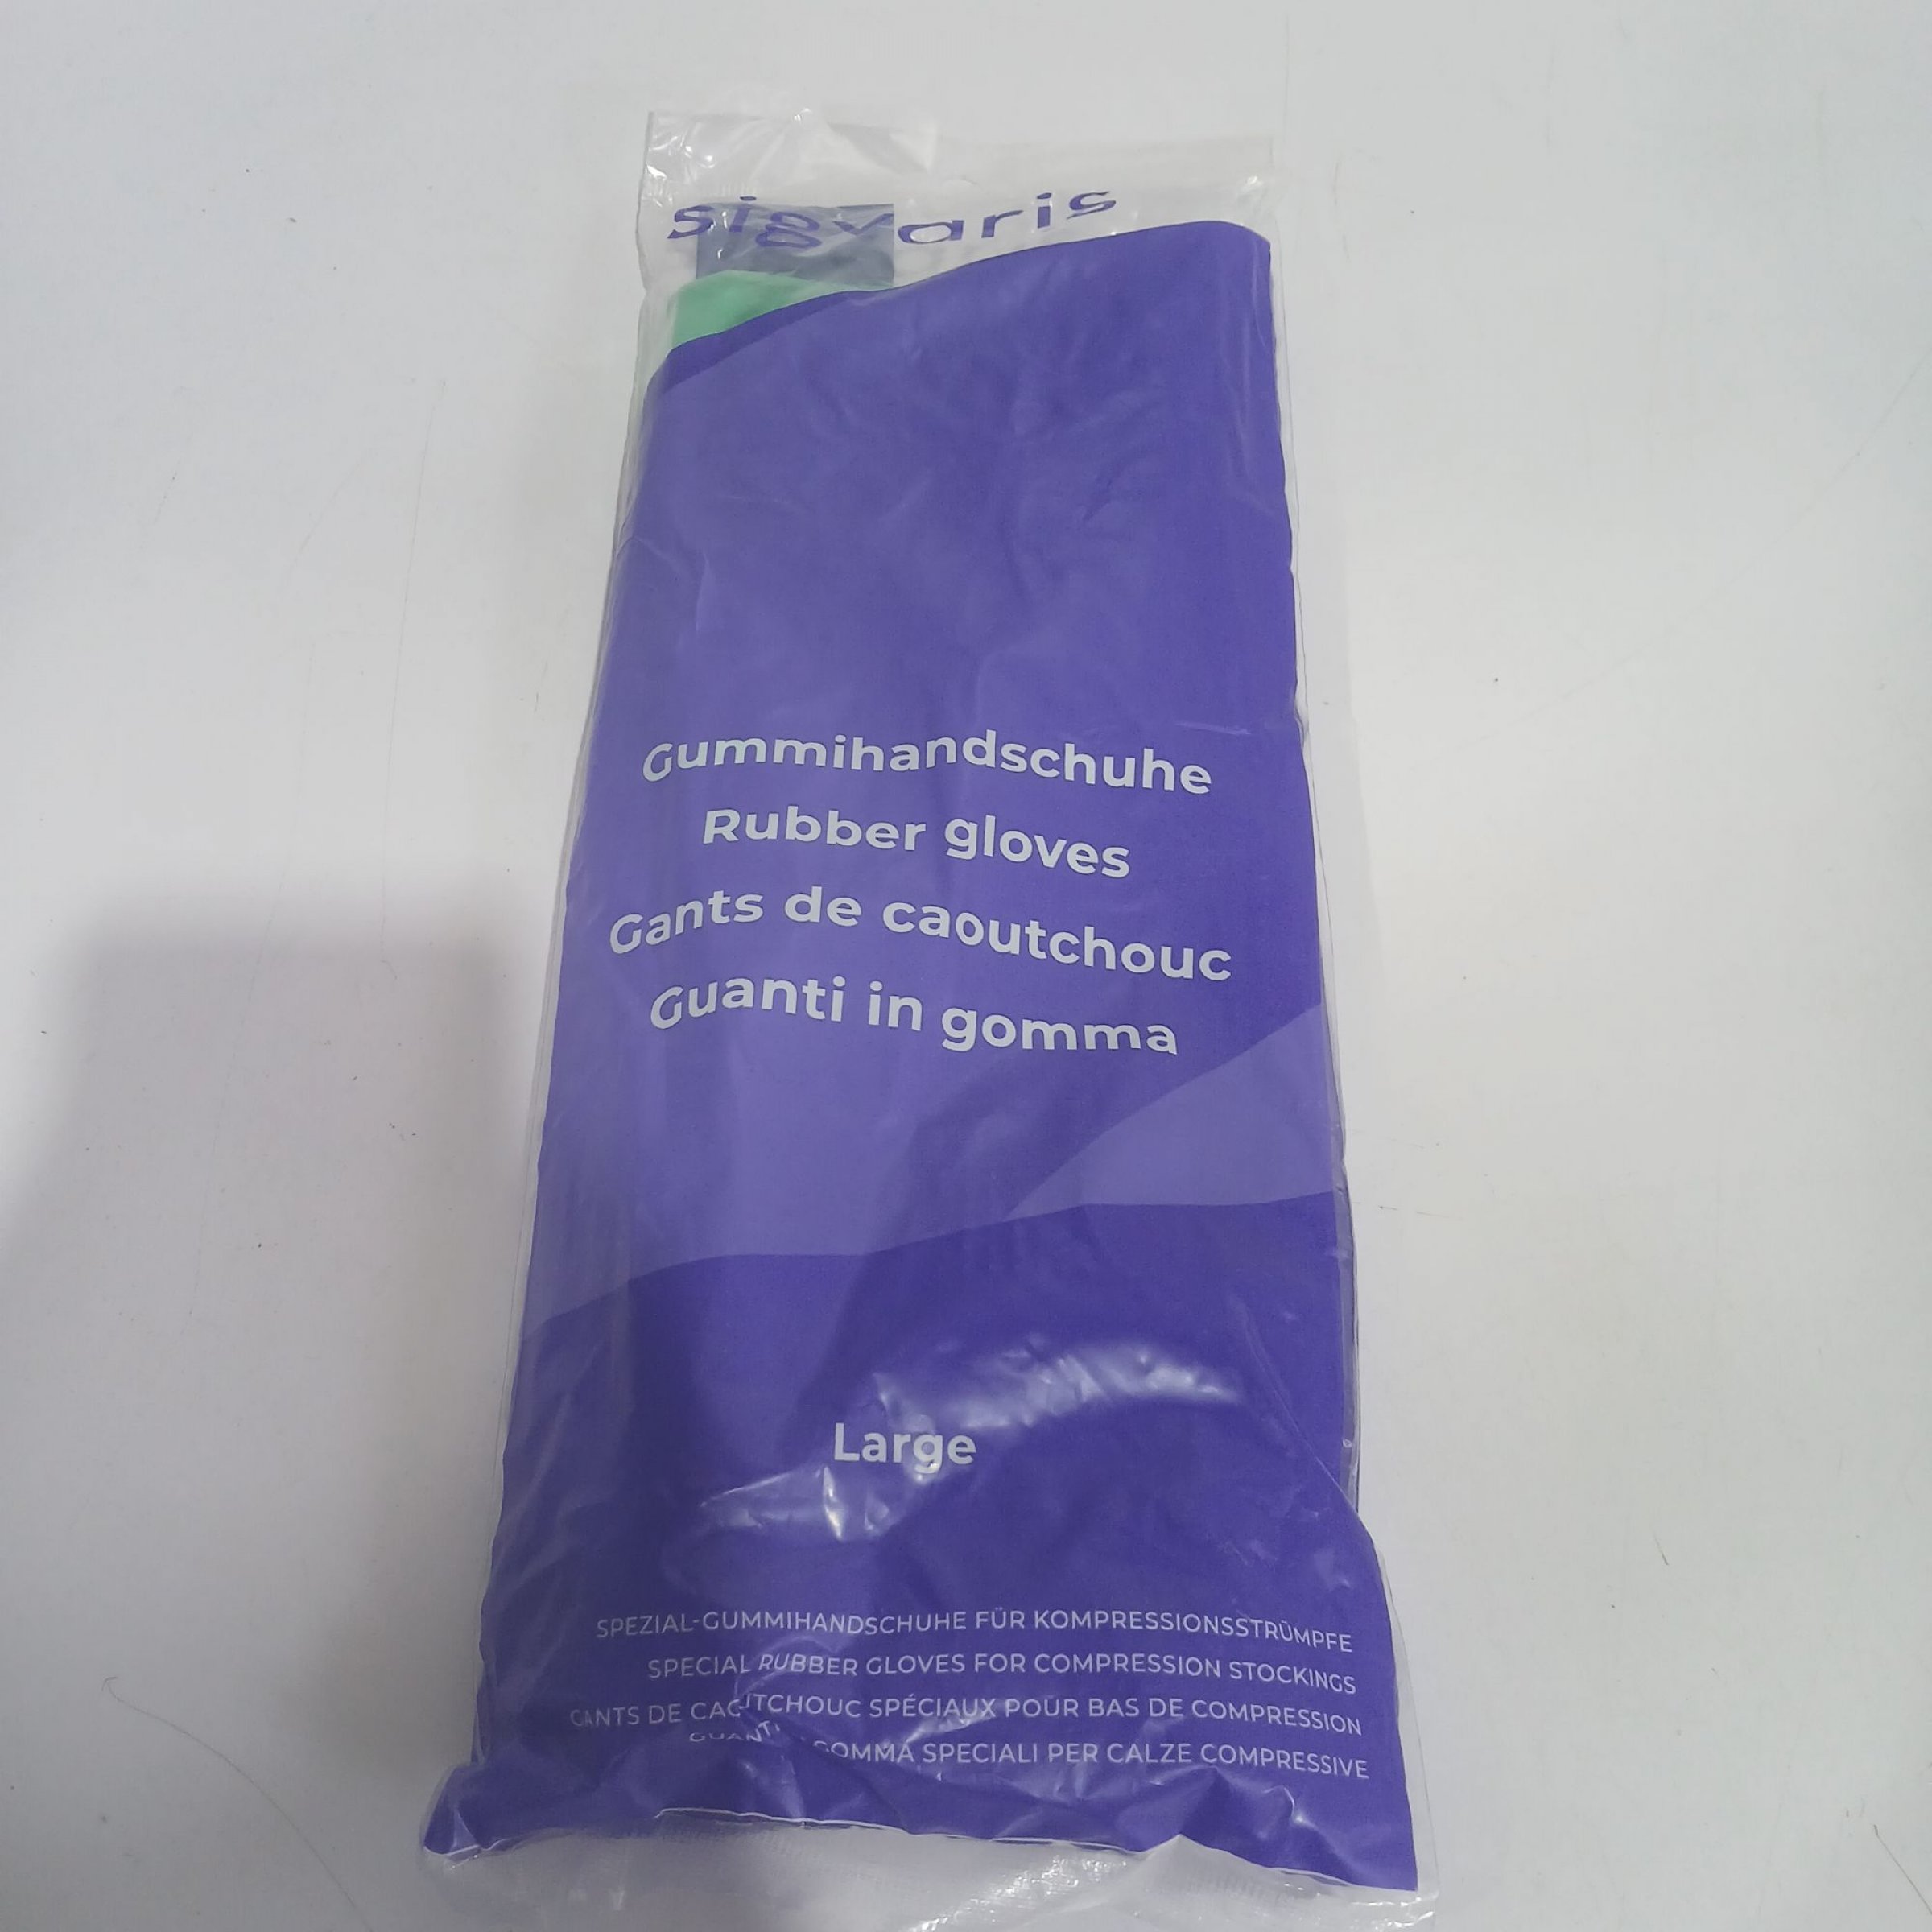 sigvaris
Gummihandschuhe
Rubber gloves
Gants de caoutchouc
Guanti in gomma
Large
SPEZIAL-GUMMIHANDSCHUHE FÜR KOMPRESSIONSSTRÜMPFE
SPECIAL RUBBER GLOVES FOR COMPRESSION STOCKINGS
GANTS DE CAOUTCHOUC SPÉCIAUX POUR BAS DE COMPRESSION
GUANTI GOMMA SPECIALI PER CALZE COMPRESSIVE